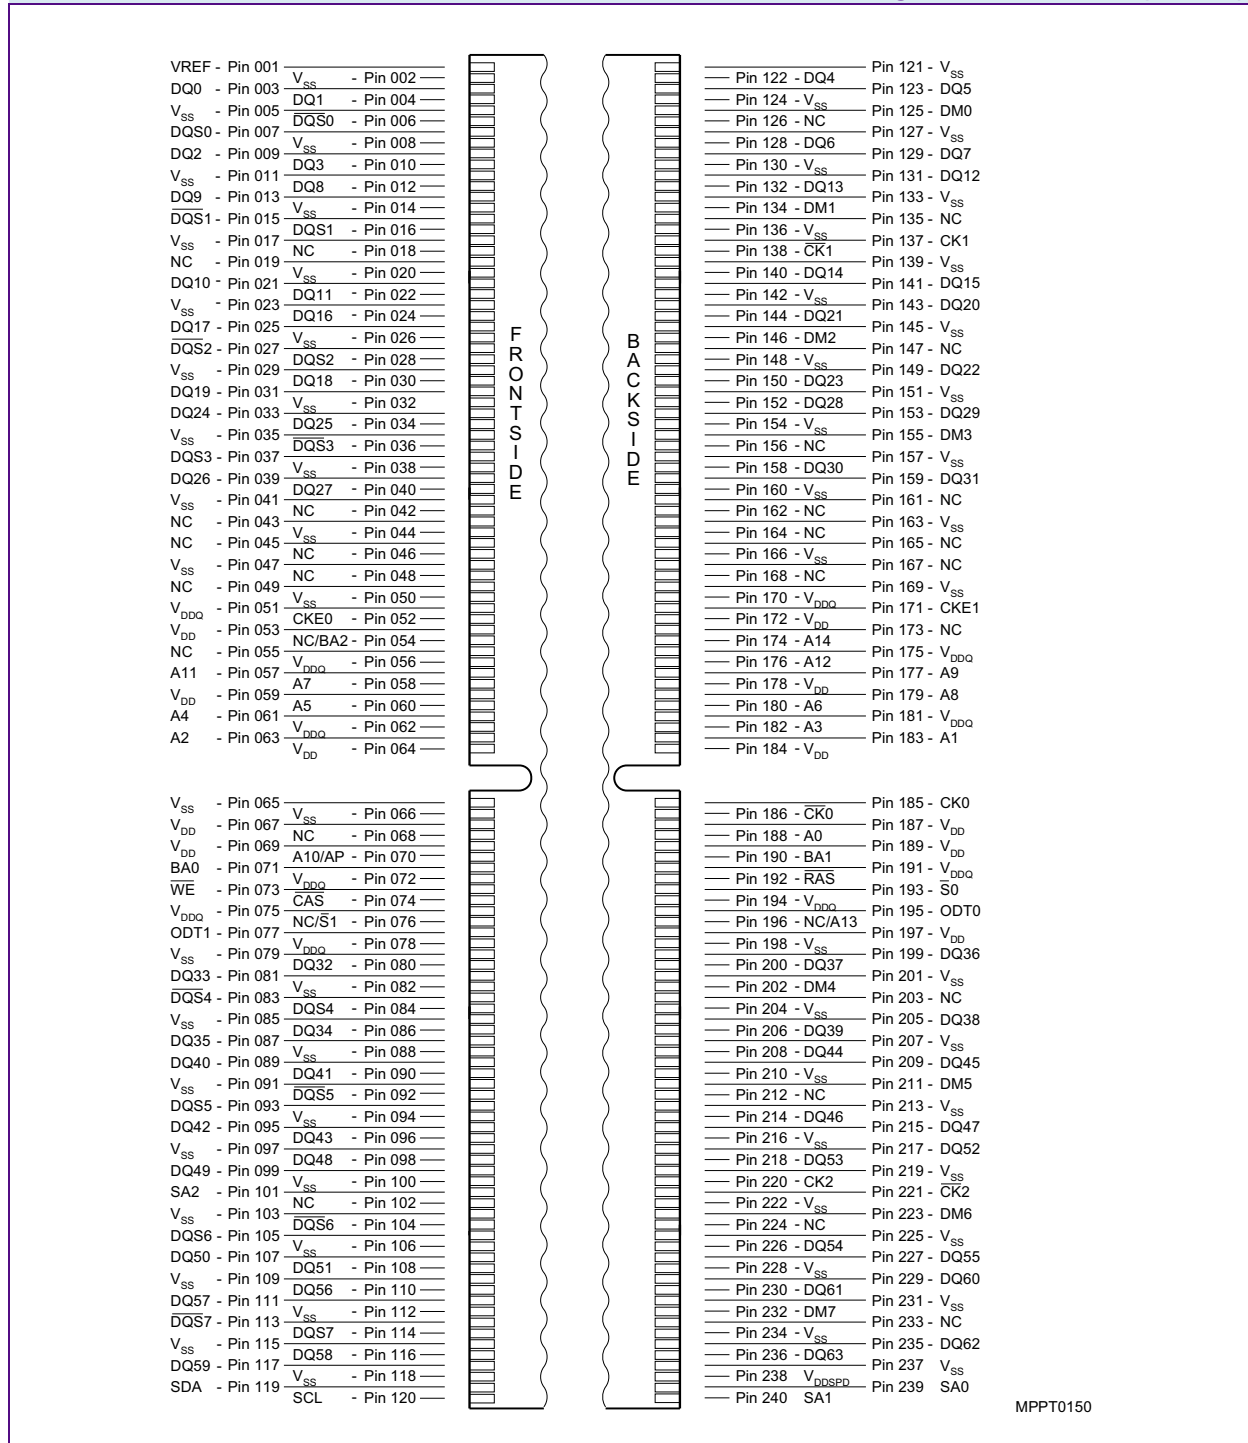 VREF - Pin 001
VSS - Pin 002
DQ0 - Pin 003
DQ1 - Pin 004
VSS - Pin 005
D̅Q̅S̅0 - Pin 006
DQS0 - Pin 007
VSS - Pin 008
DQ2 - Pin 009
DQ3 - Pin 010
VSS - Pin 011
DQ8 - Pin 012
DQ9 - Pin 013
VSS - Pin 014
D̅Q̅S̅1 - Pin 015
DQS1 - Pin 016
VSS - Pin 017
NC - Pin 018
NC - Pin 019
VSS - Pin 020
DQ10 - Pin 021
DQ11 - Pin 022
VSS - Pin 023
DQ16 - Pin 024
DQ17 - Pin 025
VSS - Pin 026
D̅Q̅S̅2 - Pin 027
DQS2 - Pin 028
VSS - Pin 029
DQ18 - Pin 030
DQ19 - Pin 031
VSS - Pin 032
DQ24 - Pin 033
DQ25 - Pin 034
VSS - Pin 035
D̅Q̅S̅3 - Pin 036
DQS3 - Pin 037
VSS - Pin 038
DQ26 - Pin 039
DQ27 - Pin 040
VSS - Pin 041
NC - Pin 042
NC - Pin 043
VSS - Pin 044
NC - Pin 045
NC - Pin 046
VSS - Pin 047
NC - Pin 048
NC - Pin 049
VSS - Pin 050
VDDQ - Pin 051
CKE0 - Pin 052
VDD - Pin 053
NC/BA2 - Pin 054
NC - Pin 055
VDDQ - Pin 056
A11 - Pin 057
A7 - Pin 058
VDD - Pin 059
A5 - Pin 060
A4 - Pin 061
VDDQ - Pin 062
A2 - Pin 063
VDD - Pin 064
VSS - Pin 065
VSS - Pin 066
VDD - Pin 067
NC - Pin 068
VDD - Pin 069
A10/AP - Pin 070
BA0 - Pin 071
VDDQ - Pin 072
W̅E̅ - Pin 073
C̅A̅S̅ - Pin 074
VDDQ - Pin 075
NC/S̅1 - Pin 076
ODT1 - Pin 077
VDDQ - Pin 078
VSS - Pin 079
DQ32 - Pin 080
DQ33 - Pin 081
VSS - Pin 082
D̅Q̅S̅4 - Pin 083
DQS4 - Pin 084
VSS - Pin 085
DQ34 - Pin 086
DQ35 - Pin 087
VSS - Pin 088
DQ40 - Pin 089
DQ41 - Pin 090
VSS - Pin 091
D̅Q̅S̅5 - Pin 092
DQS5 - Pin 093
VSS - Pin 094
DQ42 - Pin 095
DQ43 - Pin 096
VSS - Pin 097
DQ48 - Pin 098
DQ49 - Pin 099
VSS - Pin 100
SA2 - Pin 101
NC - Pin 102
VSS - Pin 103
D̅Q̅S̅6 - Pin 104
DQS6 - Pin 105
VSS - Pin 106
DQ50 - Pin 107
DQ51 - Pin 108
VSS - Pin 109
DQ56 - Pin 110
DQ57 - Pin 111
VSS - Pin 112
D̅Q̅S̅7 - Pin 113
DQS7 - Pin 114
VSS - Pin 115
DQ58 - Pin 116
DQ59 - Pin 117
VSS - Pin 118
SDA - Pin 119
SCL - Pin 120
FRONTSIDE
BACKSIDE
Pin 121 - VSS
Pin 122 - DQ4
Pin 123 - DQ5
Pin 124 - VSS
Pin 125 - DM0
Pin 126 - NC
Pin 127 - VSS
Pin 128 - DQ6
Pin 129 - DQ7
Pin 130 - VSS
Pin 131 - DQ12
Pin 132 - DQ13
Pin 133 - VSS
Pin 134 - DM1
Pin 135 - NC
Pin 136 - VSS
Pin 137 - CK1
Pin 138 - C̅K̅1
Pin 139 - VSS
Pin 140 - DQ14
Pin 141 - DQ15
Pin 142 - VSS
Pin 143 - DQ20
Pin 144 - DQ21
Pin 145 - VSS
Pin 146 - DM2
Pin 147 - NC
Pin 148 - VSS
Pin 149 - DQ22
Pin 150 - DQ23
Pin 151 - VSS
Pin 152 - DQ28
Pin 153 - DQ29
Pin 154 - VSS
Pin 155 - DM3
Pin 156 - NC
Pin 157 - VSS
Pin 158 - DQ30
Pin 159 - DQ31
Pin 160 - VSS
Pin 161 - NC
Pin 162 - NC
Pin 163 - VSS
Pin 164 - NC
Pin 165 - NC
Pin 166 - VSS
Pin 167 - NC
Pin 168 - NC
Pin 169 - VSS
Pin 170 - VDDQ
Pin 171 - CKE1
Pin 172 - VDD
Pin 173 - NC
Pin 174 - A14
Pin 175 - VDDQ
Pin 176 - A12
Pin 177 - A9
Pin 178 - VDD
Pin 179 - A8
Pin 180 - A6
Pin 181 - VDDQ
Pin 182 - A3
Pin 183 - A1
Pin 184 - VDD
Pin 185 - CK0
Pin 186 - C̅K̅0
Pin 187 - VDD
Pin 188 - A0
Pin 189 - VDD
Pin 190 - BA1
Pin 191 - VDDQ
Pin 192 - R̅A̅S̅
Pin 193 - S̅0
Pin 194 - VDDQ
Pin 195 - ODT0
Pin 196 - NC/A13
Pin 197 - VDD
Pin 198 - VSS
Pin 199 - DQ36
Pin 200 - DQ37
Pin 201 - VSS
Pin 202 - DM4
Pin 203 - NC
Pin 204 - VSS
Pin 205 - DQ38
Pin 206 - DQ39
Pin 207 - VSS
Pin 208 - DQ44
Pin 209 - DQ45
Pin 210 - VSS
Pin 211 - DM5
Pin 212 - NC
Pin 213 - VSS
Pin 214 - DQ46
Pin 215 - DQ47
Pin 216 - VSS
Pin 217 - DQ52
Pin 218 - DQ53
Pin 219 - VSS
Pin 220 - CK2
Pin 221 - C̅K̅2
Pin 222 - VSS
Pin 223 - DM6
Pin 224 - NC
Pin 225 - VSS
Pin 226 - DQ54
Pin 227 - DQ55
Pin 228 - VSS
Pin 229 - DQ60
Pin 230 - DQ61
Pin 231 - VSS
Pin 232 - DM7
Pin 233 - NC
Pin 234 - VSS
Pin 235 - DQ62
Pin 236 - DQ63
Pin 237 VSS
Pin 238 VDDSPD
Pin 239 SA0
Pin 240 SA1
MPPT0150